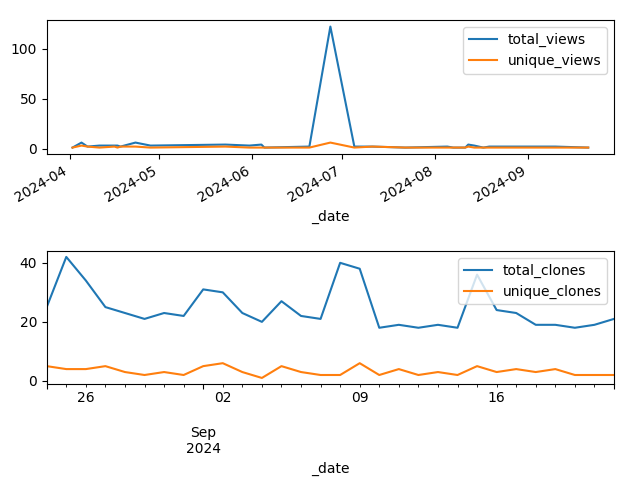 total_views
unique_views
100
50
0
2024-04
2024-05
2024-06
2024-07
2024-08
2024-09
_date
total_clones
unique_clones
40
20
0
26
02
09
16
Sep
2024
_date